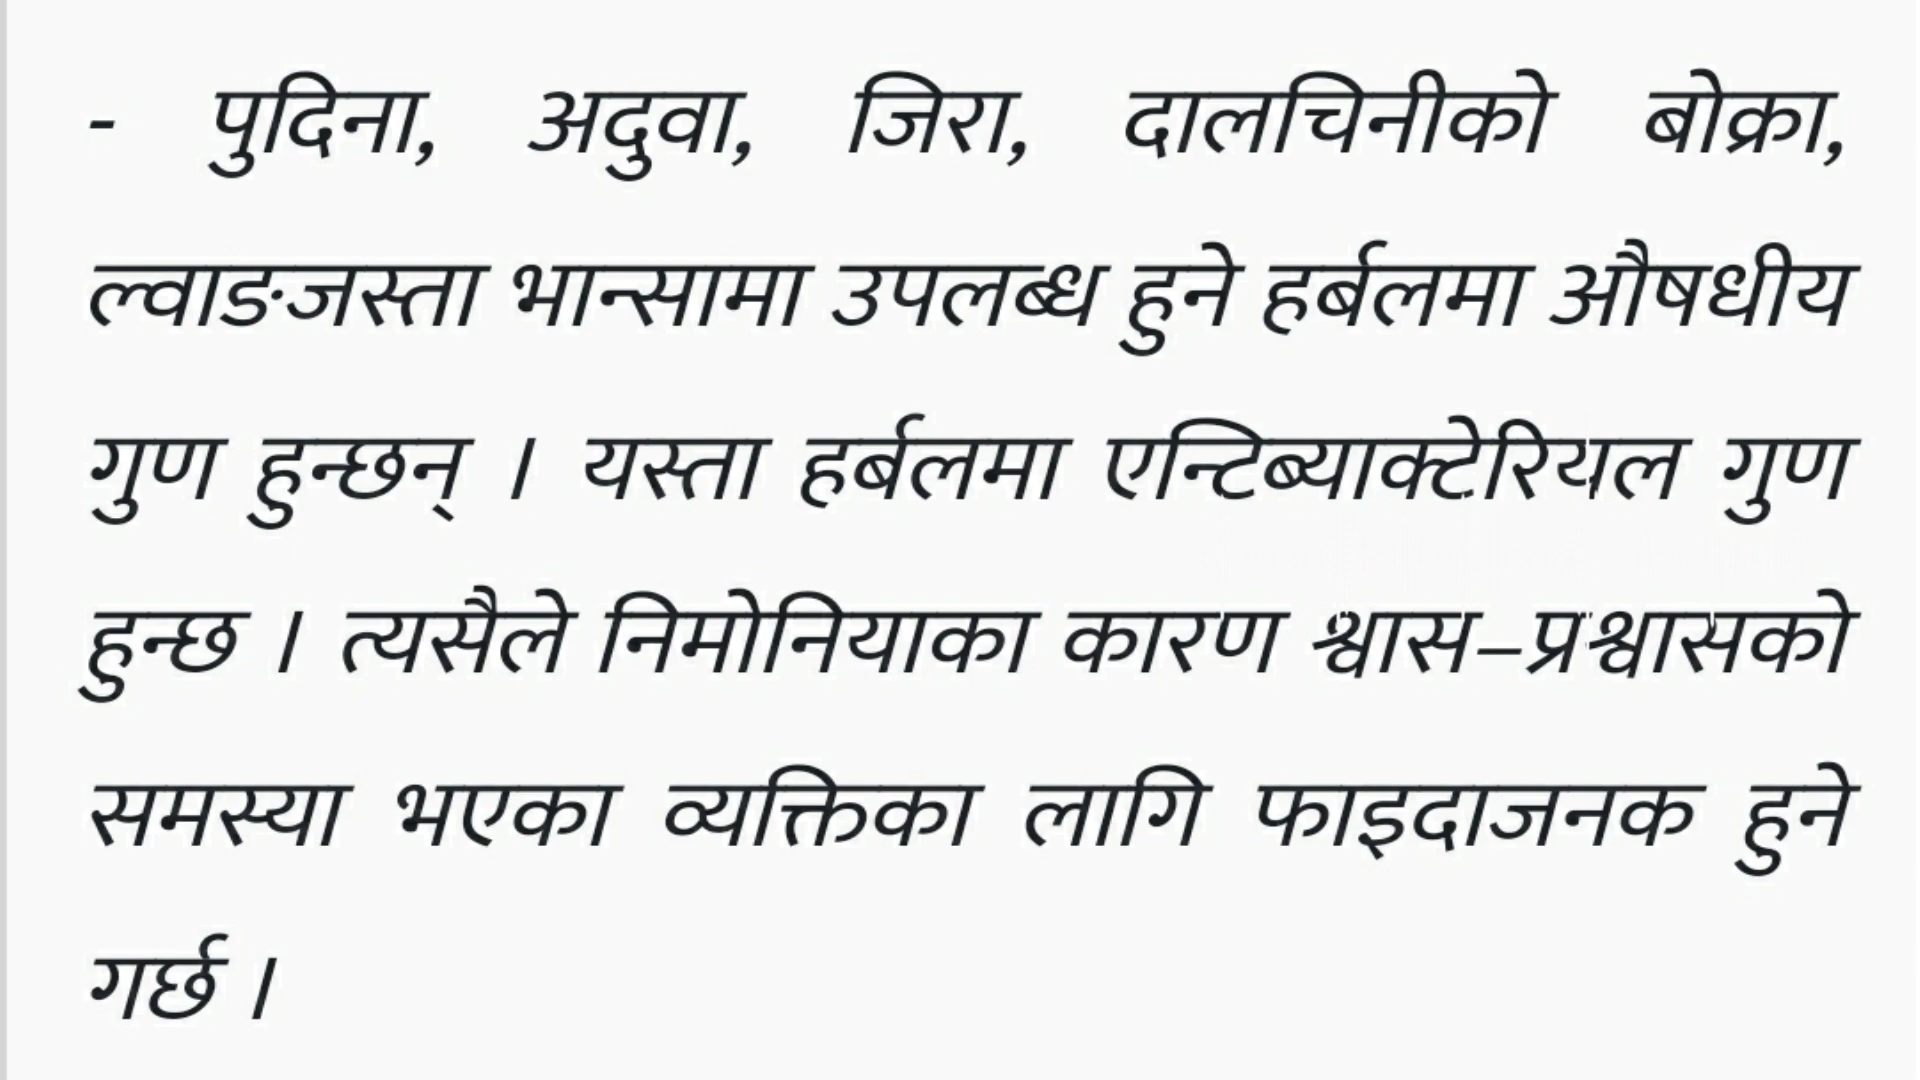 - पुदिना, अदुवा, जिरा, दालचिनीको बोक्रा,
ल्वाङजस्ता भान्सामा उपलब्ध हुने हर्बलमा औषधीय
गुण हुन्छन् । यस्ता हर्बलमा एन्टिब्याक्टेरियल गुण
हुन्छ । त्यसैले निमोनियाका कारण श्वास–प्रश्वासको
समस्या भएका व्यक्तिका लागि फाइदाजनक हुने
गर्छ ।